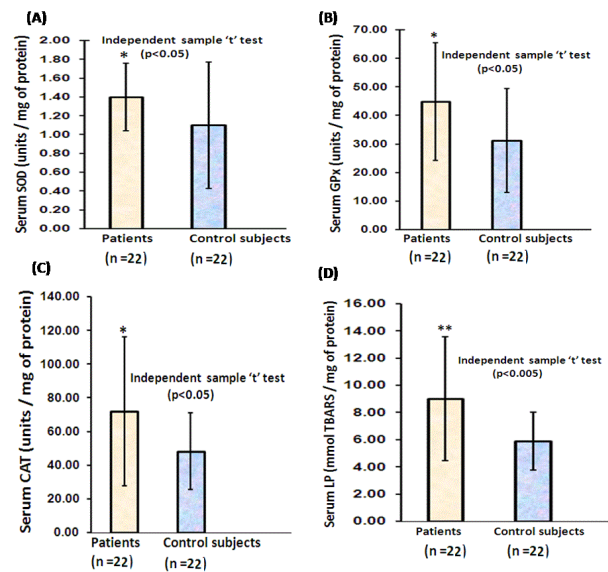 (A)
Independent sample 't' test
(p<0.05)
*
Serum SOD (units / mg of protein)
2.00
1.80
1.60
1.40
1.20
1.00
0.80
0.60
0.40
0.20
0.00
Patients Control subjects
(n =22) (n =22)
(B)
Independent sample 't' test
(p<0.05)
*
Serum GPx (units / mg of protein)
70.00
60.00
50.00
40.00
30.00
20.00
10.00
0.00
Patients Control subjects
(n =22) (n =22)
(C)
Independent sample 't' test
(p<0.05)
*
Serum CAT (units / mg of protein)
140.00
120.00
100.00
80.00
60.00
40.00
20.00
0.00
Patients Control subjects
(n =22) (n =22)
(D)
Independent sample 't' test
(p<0.005)
**
Serum LP (mmol TBARS / mg of protein)
16.00
14.00
12.00
10.00
8.00
6.00
4.00
2.00
0.00
Patients Control subjects
(n =22) (n =22)